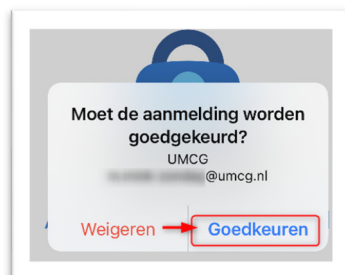 Moet de aanmelding worden
goedgekeurd?
UMCG
@umcg.nl
Weigeren
Goedkeuren